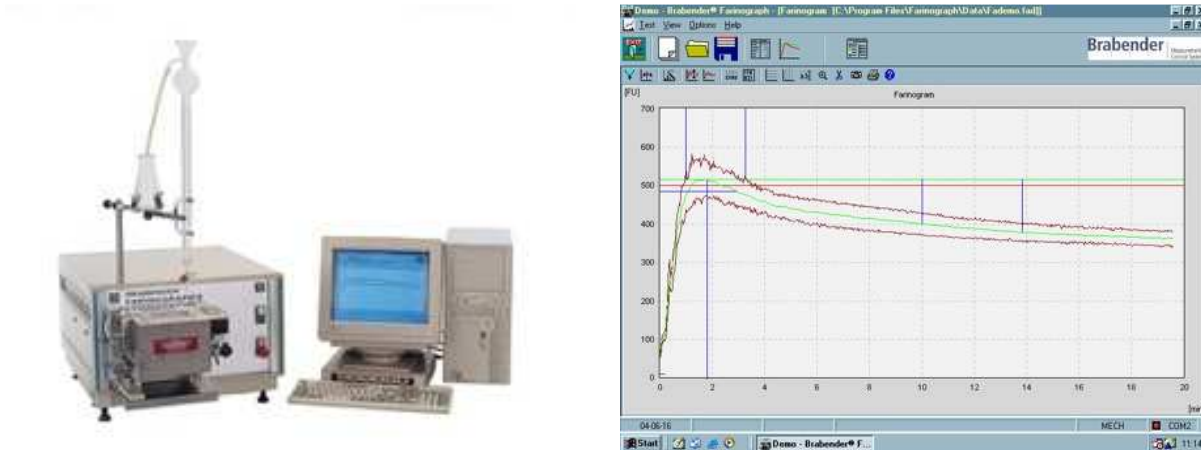 Demo - Brabender® Farinograph - [Farinogram [C:\Program Files\Farinograph\Data\Fademo.fad]]
Test View Options Help
Brabender
[FU]
Farinogram
700
600
500
400
300
200
100
0
0 2 4 6 8 10 12 14 16 18 20
04-06-16 MECH COM2
Start Demo - Brabender® F... 11:14